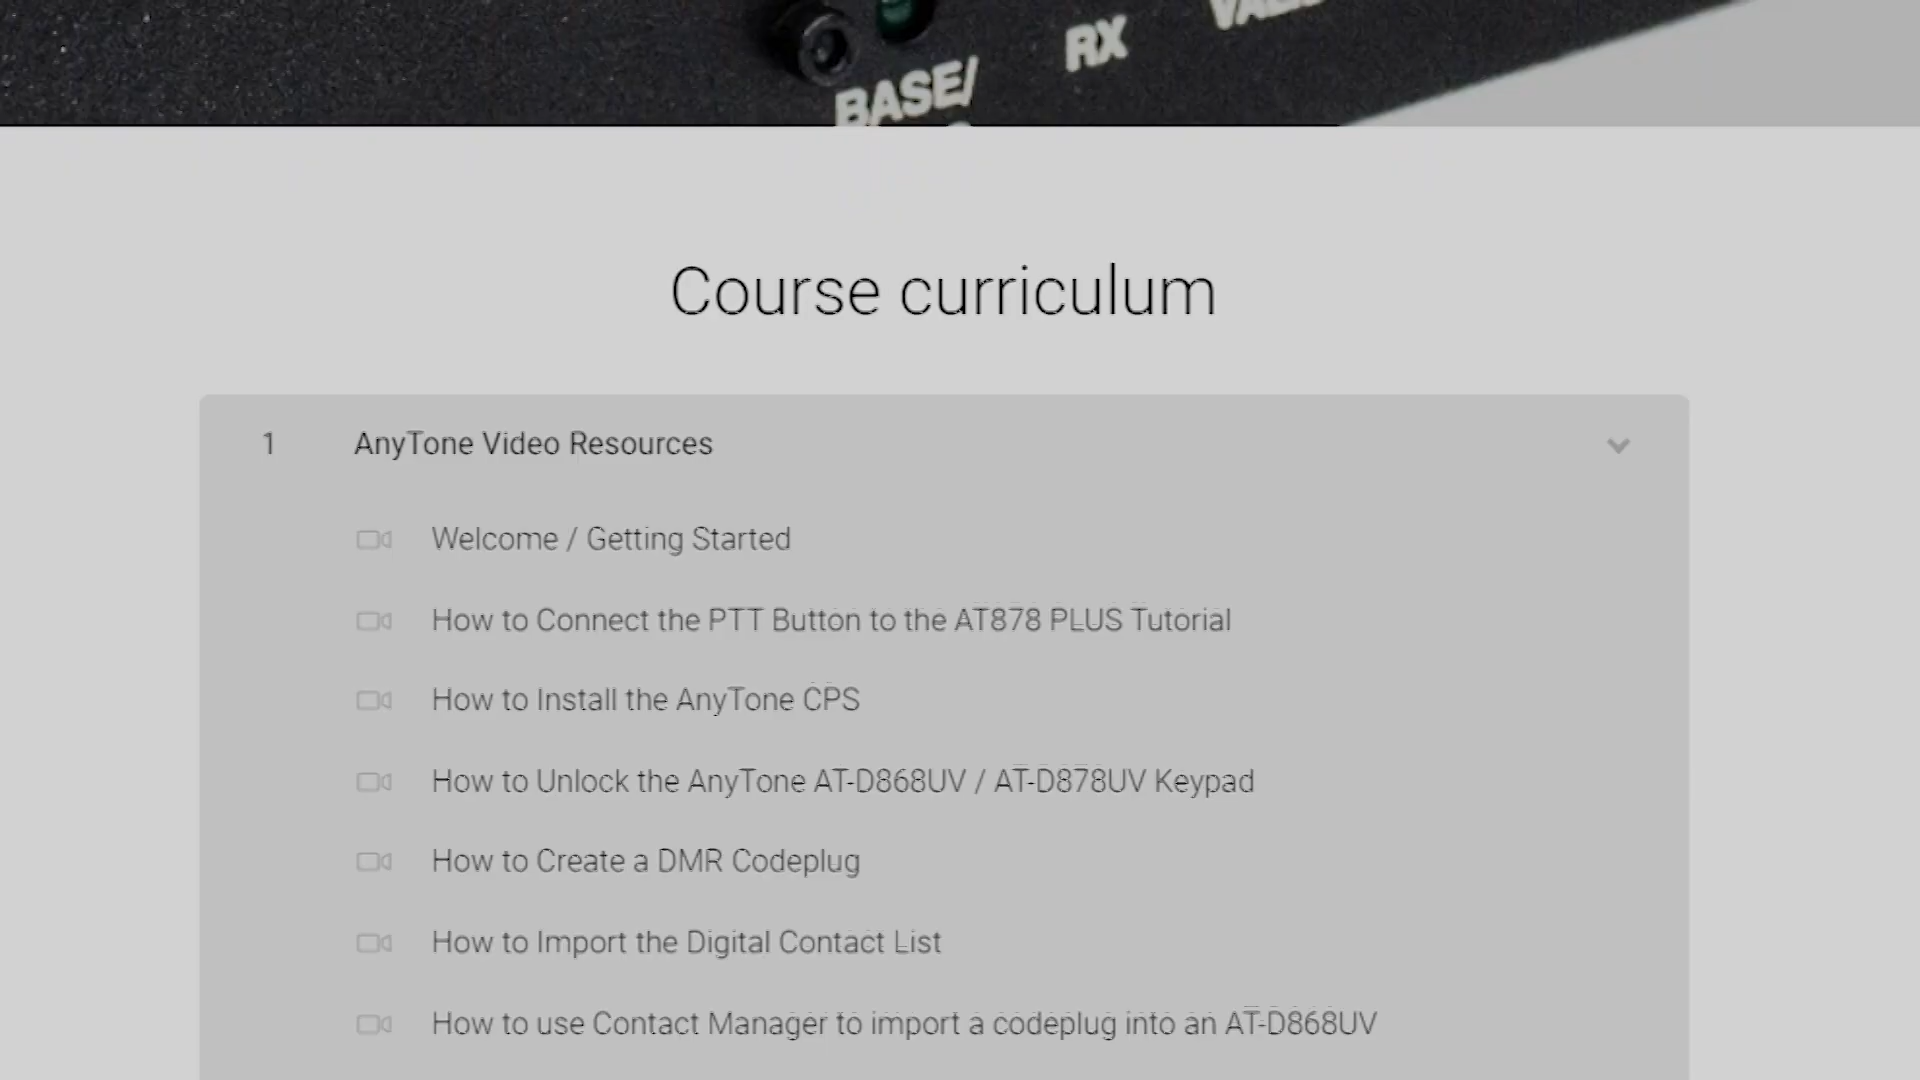 RX
BASE/
Course curriculum
1 AnyTone Video Resources
Welcome / Getting Started
How to Connect the PTT Button to the AT878 PLUS Tutorial
How to Install the AnyTone CPS
How to Unlock the AnyTone AT-D868UV / AT-D878UV Keypad
How to Create a DMR Codeplug
How to Import the Digital Contact List
How to use Contact Manager to import a codeplug into an AT-D868UV